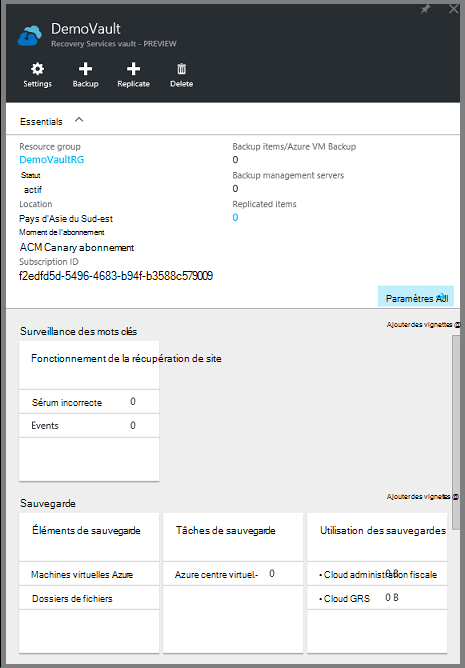 DemoVault
Recovery Services vault - PREVIEW
Settings
Backup
Replicate
Delete
Essentials
Resource group
DemoVaultRG
Statut
actif
Location
Pays d'Asie du Sud-est
Moment de l'abonnement
ACM Canary abonnement
Subscription ID
f2edfd5d-5496-4683-b94f-b3588c579009
Backup items/Azure VM Backup
0
Backup management servers
0
Replicated items
0
Paramètres All
Ajouter des vignettes
Surveillance des mots clés
Fonctionnement de la récupération de site
Sérum incorrecte 0
Events 0
Ajouter des vignettes
Sauvegarde
Éléments de sauvegarde
Machines virtuelles Azure
Dossiers de fichiers
Tâches de sauvegarde
Azure centre virtuel- 0
Utilisation des sauvegardes
• Cloud administration fiscale 0 B
• Cloud GRS 0 B